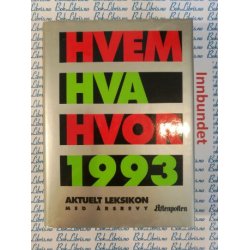 HVEM
HVA
HVOR
1993
AKTUELT LEKSIKON
MED ÅRSREVY
Aftenposten
Innbundet